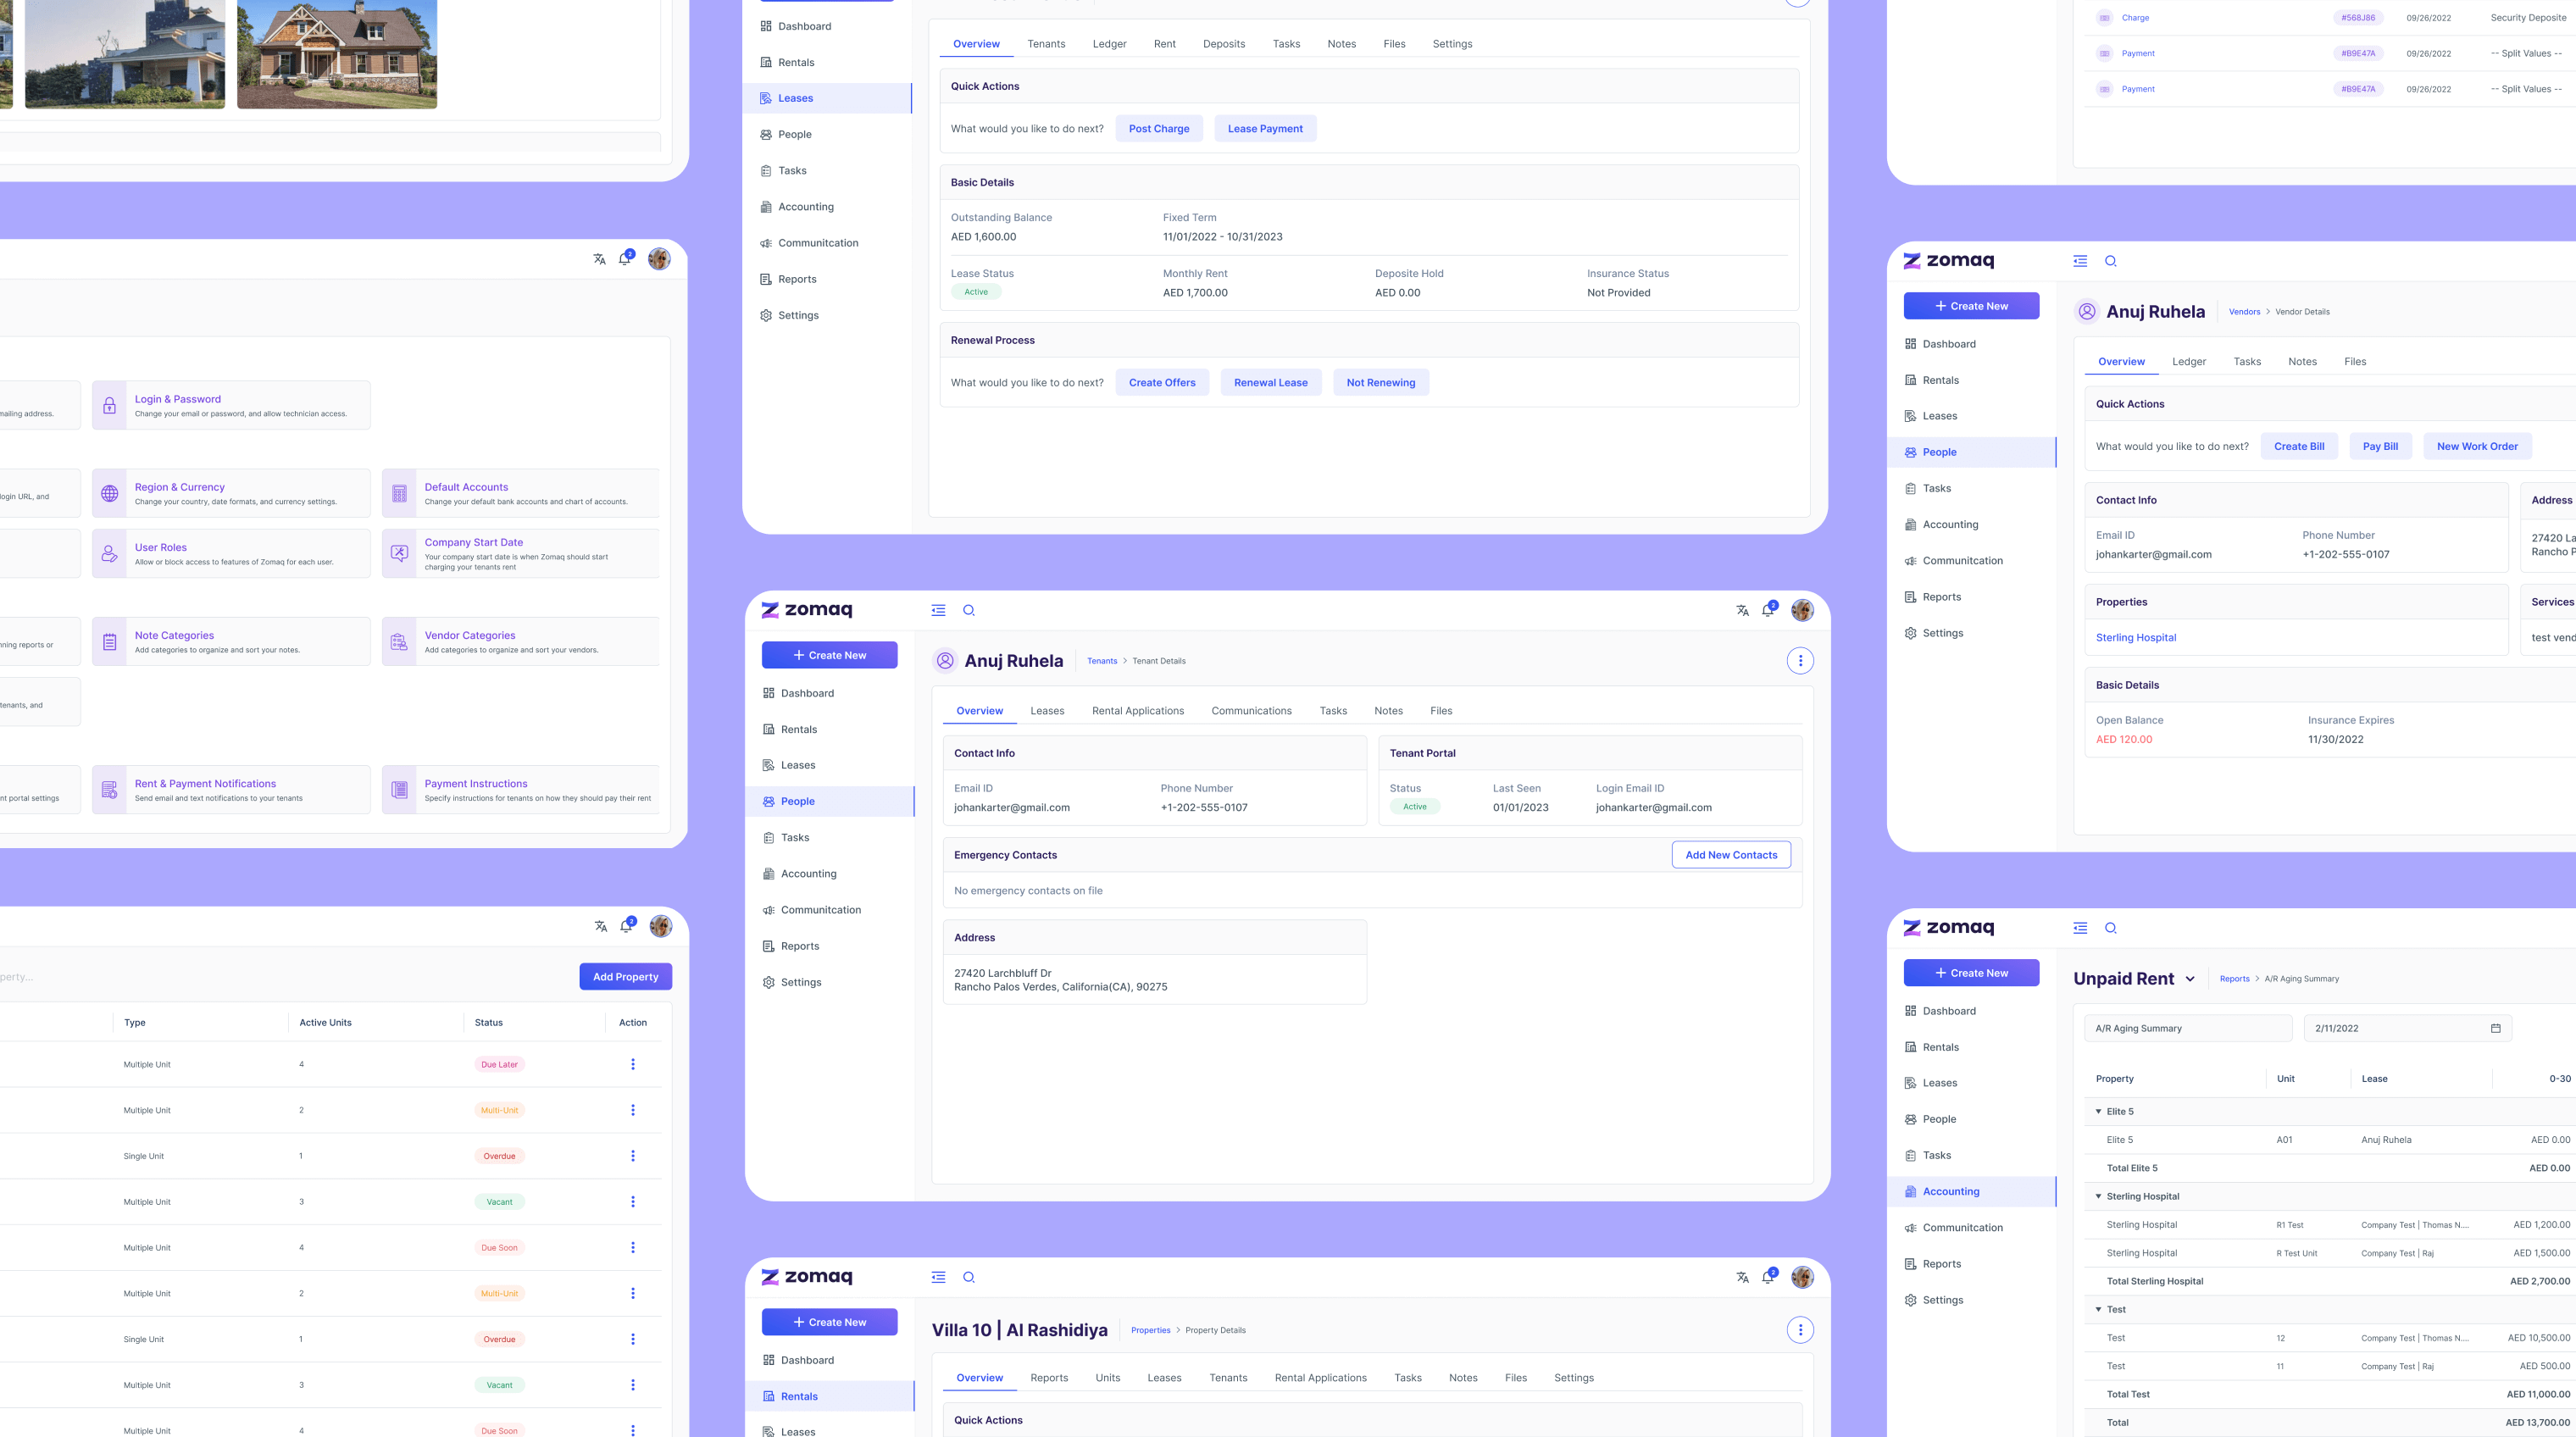 mailing address.
Login & Password
Change your email or password, and allow technician access.
login URL, and
Region & Currency
Change your country, date formats, and currency settings.
Default Accounts
Change your default bank accounts and chart of accounts.
User Roles
Allow or block access to features of Zomaq for each user.
Company Start Date
Your company start date is when Zomaq should start
charging your tenants rent
nning reports or
Note Categories
Add categories to organize and sort your notes.
Vendor Categories
Add categories to organize and sort your vendors.
tenants, and
nt portal settings
Rent & Payment Notifications
Send email and text notifications to your tenants
Payment Instructions
Specify instructions for tenants on how they should pay their rent
2
2
perty...
Add Property
Type Active Units Status Action
Multiple Unit 4 Due Later
Multiple Unit 2 Multi-Unit
Single Unit 1 Overdue
Multiple Unit 3 Vacant
Multiple Unit 4 Due Soon
Multiple Unit 2 Multi-Unit
Single Unit 1 Overdue
Multiple Unit 3 Vacant
Multiple Unit 4 Due Soon
Dashboard
Rentals
Leases
People
Tasks
Accounting
Communitcation
Reports
Settings
Overview Tenants Ledger Rent Deposits Tasks Notes Files Settings
Quick Actions
What would you like to do next? Post Charge Lease Payment
Basic Details
Outstanding Balance Fixed Term
AED 1,600.00 11/01/2022 - 10/31/2023
Lease Status Monthly Rent Deposite Hold Insurance Status
Active AED 1,700.00 AED 0.00 Not Provided
Renewal Process
What would you like to do next? Create Offers Renewal Lease Not Renewing
zomaq
2
+ Create New
Dashboard
Rentals
Leases
People
Tasks
Accounting
Communitcation
Reports
Settings
Anuj Ruhela Tenants > Tenant Details
Overview Leases Rental Applications Communications Tasks Notes Files
Contact Info
Email ID Phone Number
johankarter@gmail.com +1-202-555-0107
Tenant Portal
Status Last Seen Login Email ID
Active 01/01/2023 johankarter@gmail.com
Emergency Contacts Add New Contacts
No emergency contacts on file
Address
27420 Larchbluff Dr
Rancho Palos Verdes, California(CA), 90275
zomaq
2
+ Create New
Dashboard
Rentals
Leases
Villa 10 | Al Rashidiya Properties > Property Details
Overview Reports Units Leases Tenants Rental Applications Tasks Notes Files Settings
Quick Actions
Charge #568J86 09/26/2022 Security Deposite
Payment #B9E47A 09/26/2022 -- Split Values --
Payment #B9E47A 09/26/2022 -- Split Values --
zomaq
+ Create New
Dashboard
Rentals
Leases
People
Tasks
Accounting
Communitcation
Reports
Settings
Anuj Ruhela Vendors > Vendor Details
Overview Ledger Tasks Notes Files
Quick Actions
What would you like to do next? Create Bill Pay Bill New Work Order
Contact Info
Email ID Phone Number
johankarter@gmail.com +1-202-555-0107
Address
27420 La
Rancho P
Properties
Sterling Hospital
Services
test vend
Basic Details
Open Balance Insurance Expires
AED 120.00 11/30/2022
zomaq
+ Create New
Dashboard
Rentals
Leases
People
Tasks
Accounting
Communitcation
Reports
Settings
Unpaid Rent Reports > A/R Aging Summary
A/R Aging Summary 2/11/2022
Property Unit Lease 0-30
Elite 5
Elite 5 A01 Anuj Ruhela AED 0.00
Total Elite 5 AED 0.00
Sterling Hospital
Sterling Hospital R1 Test Company Test | Thomas N.... AED 1,200.00
Sterling Hospital R Test Unit Company Test | Raj AED 1,500.00
Total Sterling Hospital AED 2,700.00
Test
Test 12 Company Test | Thomas N.... AED 10,500.00
Test 11 Company Test | Raj AED 500.00
Total Test AED 11,000.00
Total AED 13,700.00